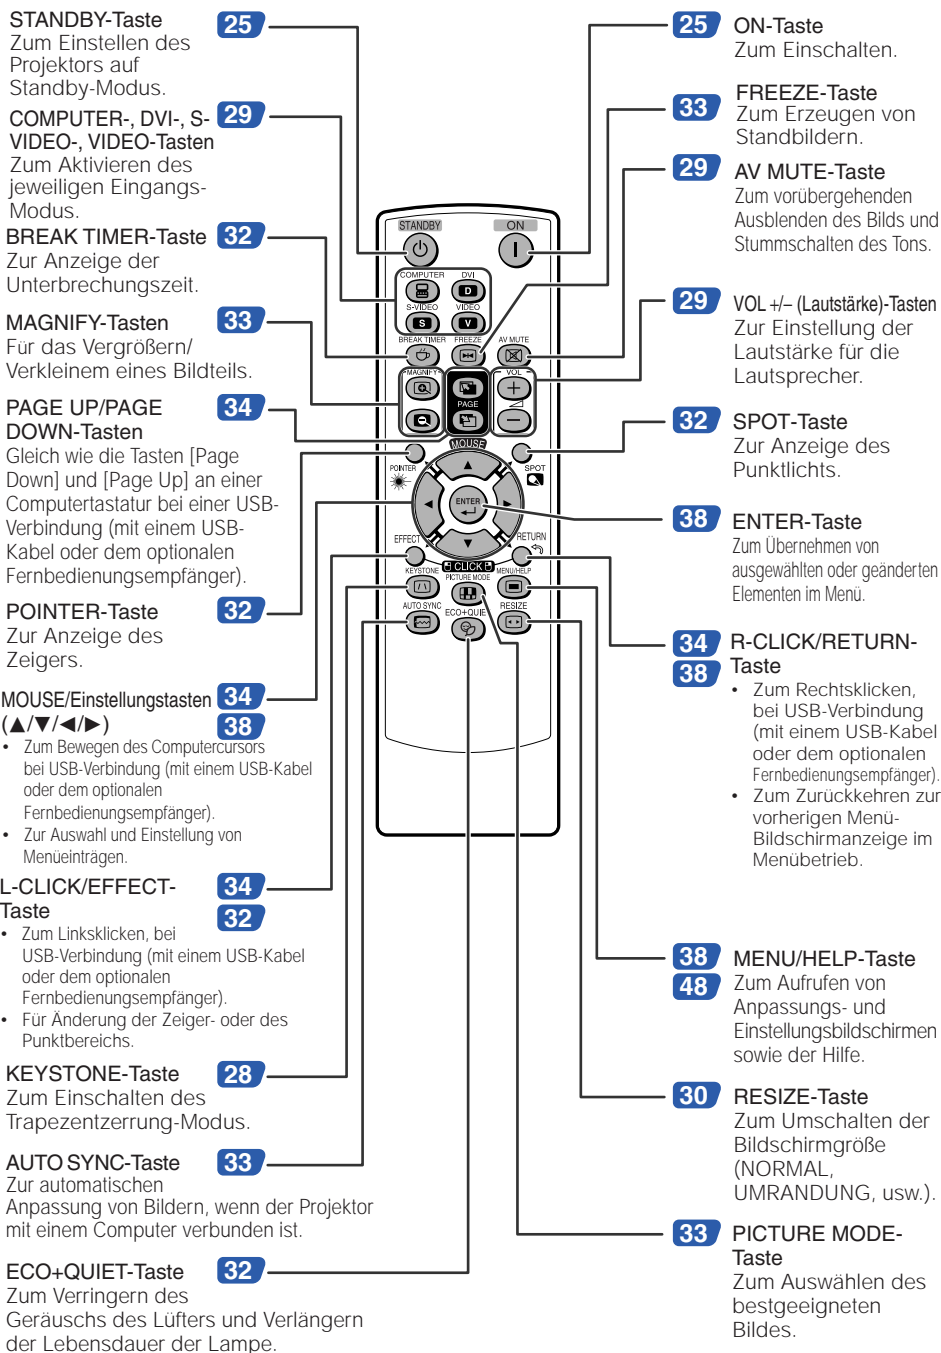 STANDBY-Taste 25
Zum Einstellen des
Projektors auf
Standby-Modus.
COMPUTER-, DVI-, S- 29
VIDEO-, VIDEO-Tasten
Zum Aktivieren des
jeweiligen Eingangs-
Modus.
BREAK TIMER-Taste 32
Zur Anzeige der
Unterbrechungszeit.
MAGNIFY-Tasten 33
Für das Vergrößern/
Verkleinem eines Bildteils.
PAGE UP/PAGE 34
DOWN-Tasten
Gleich wie die Tasten [Page
Down] und [Page Up] an einer
Computertastatur bei einer USB-
Verbindung (mit einem USB-
Kabel oder dem optionalen
Fernbedienungsempfänger).
POINTER-Taste 32
Zur Anzeige des
Zeigers.
MOUSE/Einstellungstasten 34
(▲/▼/◀/▶) 38
• Zum Bewegen des Computercursors
bei USB-Verbindung (mit einem USB-Kabel
oder dem optionalen
Fernbedienungsempfänger).
• Zur Auswahl und Einstellung von
Menüeinträgen.
L-CLICK/EFFECT- 34
Taste 32
• Zum Linksklicken, bei
USB-Verbindung (mit einem USB-Kabel
oder dem optionalen
Fernbedienungsempfänger).
• Für Änderung der Zeiger- oder des
Punktbereichs.
KEYSTONE-Taste 28
Zum Einschalten des
Trapezentzerrung-Modus.
AUTO SYNC-Taste 33
Zur automatischen
Anpassung von Bildern, wenn der Projektor
mit einem Computer verbunden ist.
ECO+QUIET-Taste 32
Zum Verringern des
Geräuschs des Lüfters und Verlängern
der Lebensdauer der Lampe.
STANDBY ON
COMPUTER DVI
D
S-VIDEO VIDEO
S V
BREAK TIMER FREEZE AV MUTE
MAGNIFY VOL
PAGE
MOUSE
POINTER SPOT
ENTER
EFFECT RETURN
CLICK
KEYSTONE PICTURE MODE MENU/HELP
AUTO SYNC ECO+QUIE RESIZE
25 ON-Taste
Zum Einschalten.
33 FREEZE-Taste
Zum Erzeugen von
Standbildern.
29 AV MUTE-Taste
Zum vorübergehenden
Ausblenden des Bilds und
Stummschalten des Tons.
29 VOL +/– (Lautstärke)-Tasten
Zur Einstellung der
Lautstärke für die
Lautsprecher.
32 SPOT-Taste
Zur Anzeige des
Punktlichts.
38 ENTER-Taste
Zum Übernehmen von
ausgewählten oder geänderten
Elementen im Menü.
34 R-CLICK/RETURN-
38 Taste
• Zum Rechtsklicken,
bei USB-Verbindung
(mit einem USB-Kabel
oder dem optionalen
Fernbedienungsempfänger).
• Zum Zurückkehren zur
vorherigen Menü-
Bildschirmanzeige im
Menübetrieb.
38 MENU/HELP-Taste
48 Zum Aufrufen von
Anpassungs- und
Einstellungsbildschirmen
sowie der Hilfe.
30 RESIZE-Taste
Zum Umschalten der
Bildschirmgröße
(NORMAL,
UMRANDUNG, usw.).
33 PICTURE MODE-
Taste
Zum Auswählen des
bestgeeigneten
Bildes.